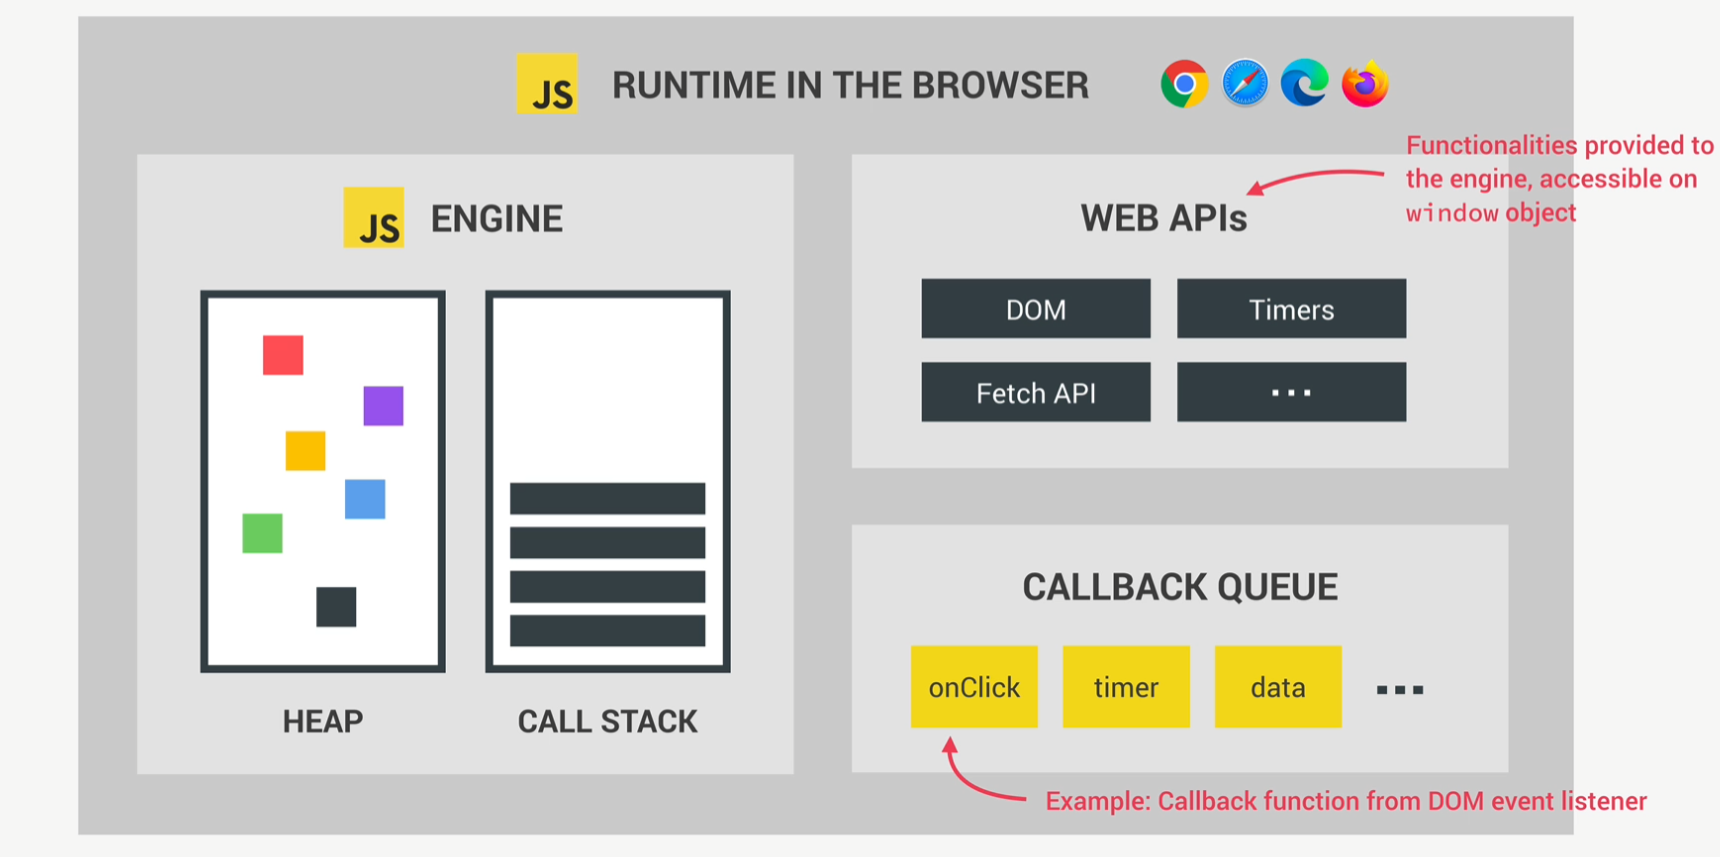 JS RUNTIME IN THE BROWSER
Functionalities provided to
the engine, accessible on
window object
JS ENGINE
HEAP
CALL STACK
WEB APIs
DOM
Timers
Fetch API
...
CALLBACK QUEUE
onClick
timer
data
...
Example: Callback function from DOM event listener